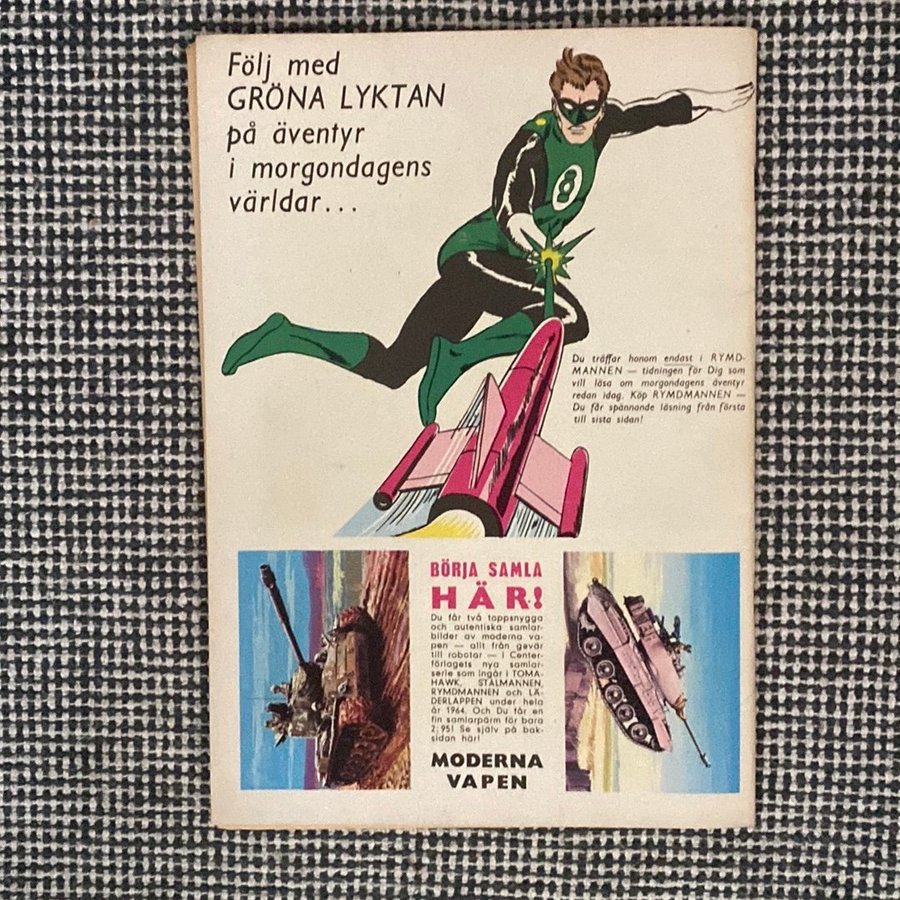 Följ med
GRÖNA LYKTAN
på äventyr
i morgondagens
världar...
Du träffar honom endast i RYMD-
MANNEN — tidningen för Dig som
vill läsa om morgondagens äventyr
redan idag. Köp RYMDMANNEN —
Du får spännande läsning från första
till sista sidan!
BÖRJA SAMLA
HÄR!
Du får två toppsnygga
och autentiska samlar-
bilder av moderna va-
pen — allt från gevär
till robotar — i Center-
förlagets nya samlar-
serie som ingår i TOMA-
HAWK, STÅLMANNEN,
RYMDMANNEN och LÄ-
DERLAPPEN under hela
år 1964. Och Du får en
fin samlarpärm för bara
2:95! Se själv på bak-
sidan här!
MODERNA
VAPEN